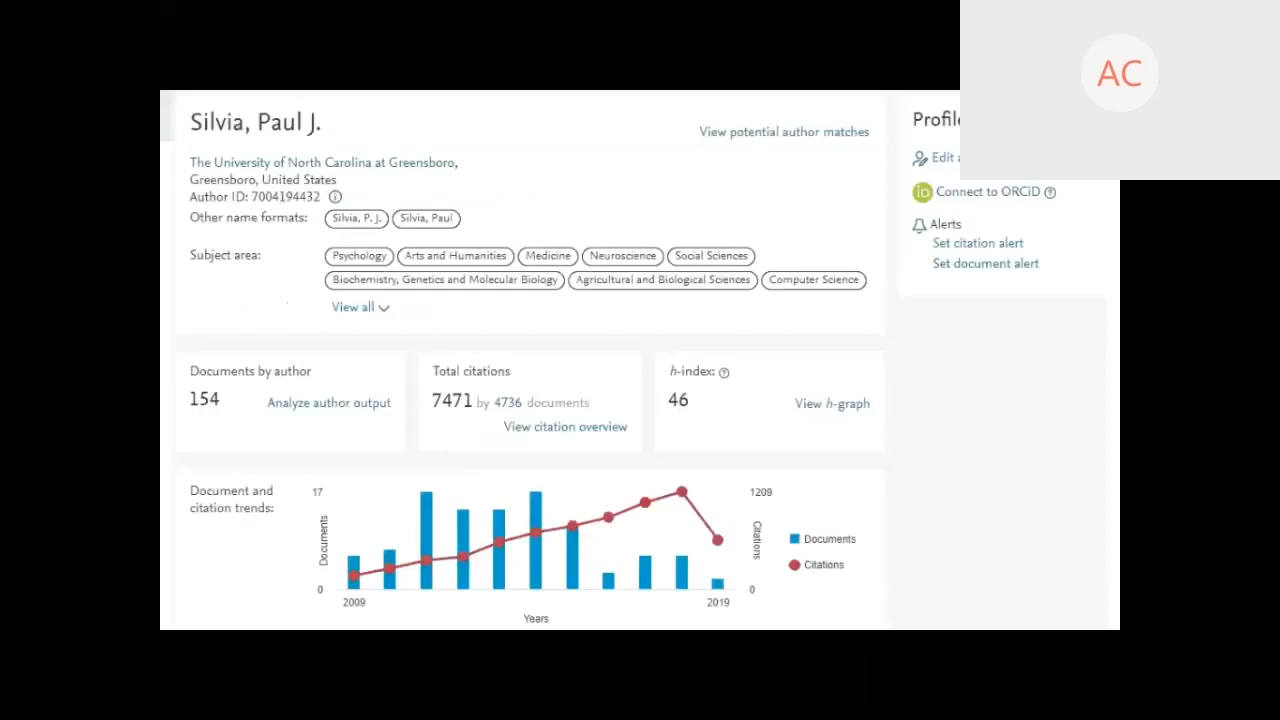 AC
Silvia, Paul J.
View potential author matches
The University of North Carolina at Greensboro,
Greensboro, United States
Author ID: 7004194432
Other name formats: Silvia, P. J. Silvia, Paul
Subject area: Psychology Arts and Humanities Medicine Neuroscience Social Sciences
Biochemistry, Genetics and Molecular Biology Agricultural and Biological Sciences Computer Science
View all
Profile
Edit
iD Connect to ORCiD
Alerts
Set citation alert
Set document alert
Documents by author
154 Analyze author output
Total citations
7471 by 4736 documents
View citation overview
h-index:
46 View h-graph
Document and
citation trends:
17
Documents
0
1209
Citations
0
2009
2019
Years
Documents
Citations